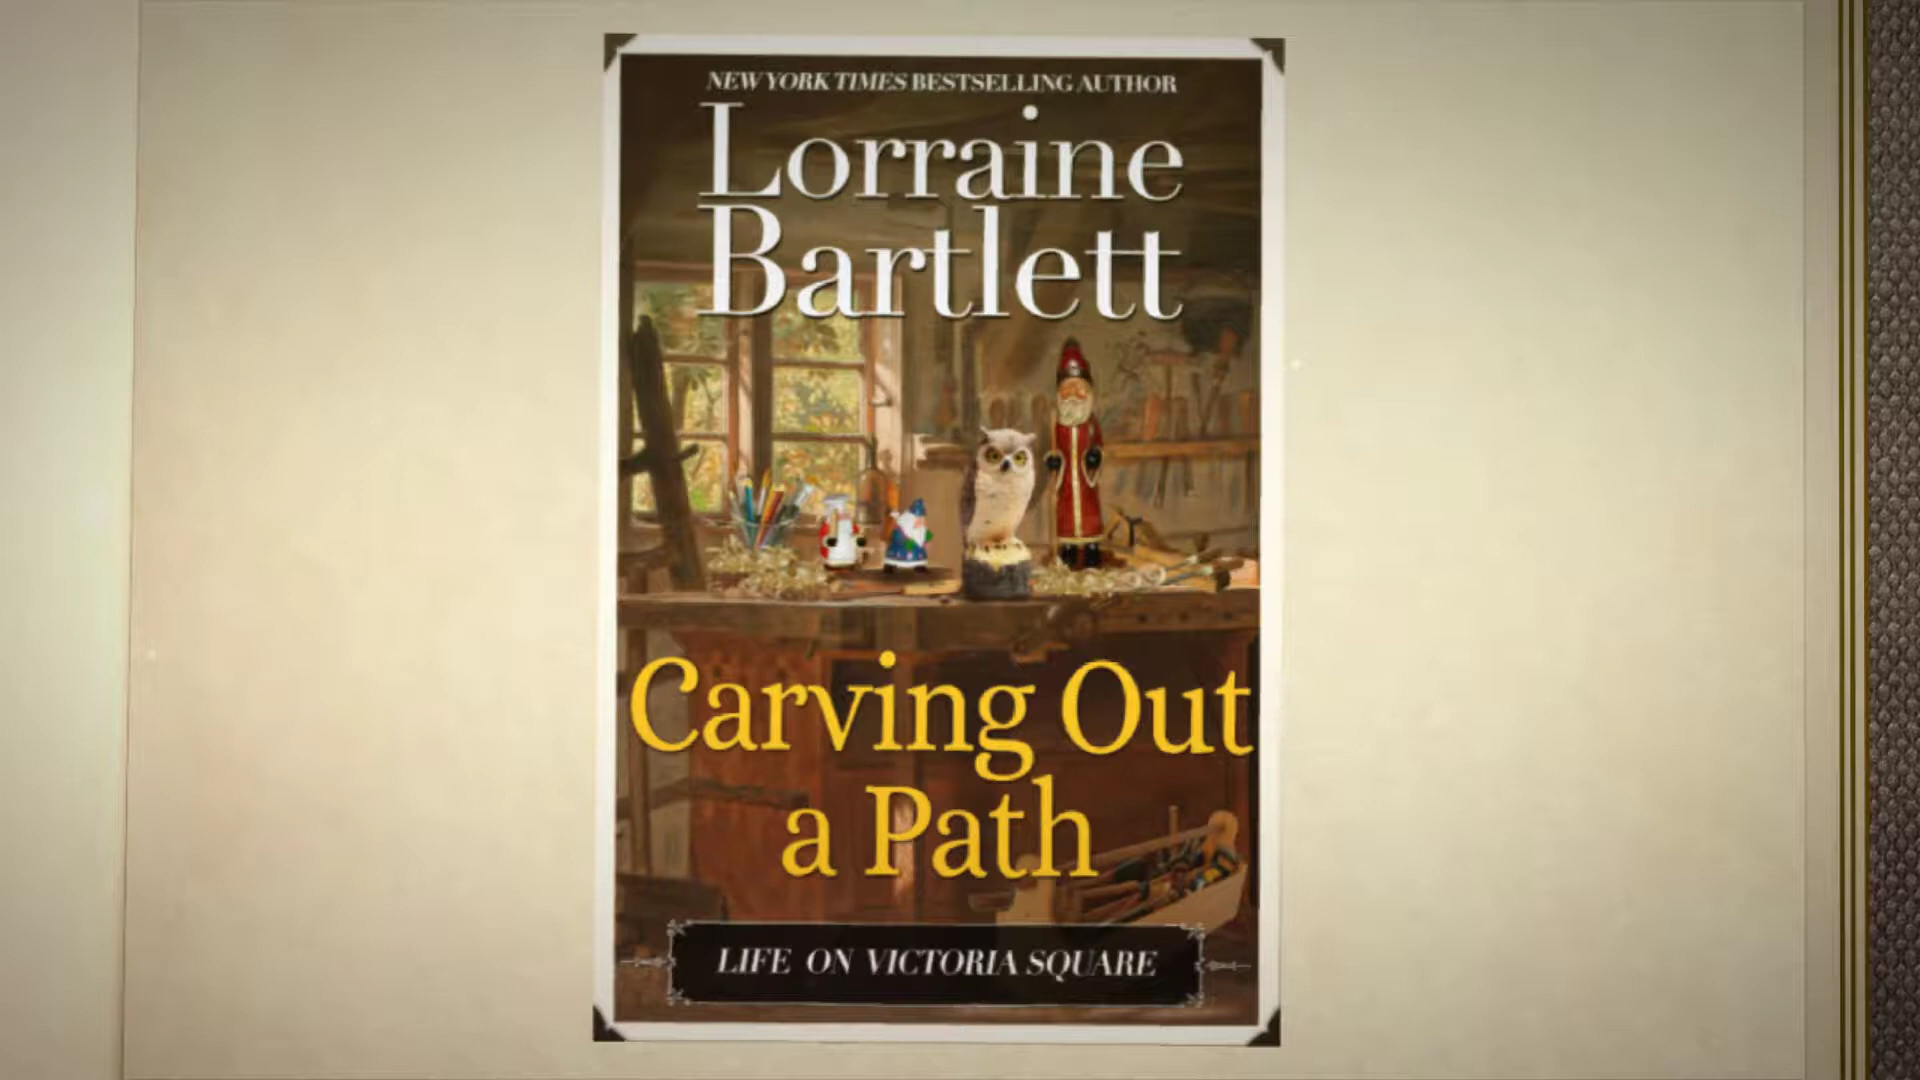 NEW YORK TIMES BESTSELLING AUTHOR
Lorraine
Bartlett
Carving Out
a Path
LIFE ON VICTORIA SQUARE